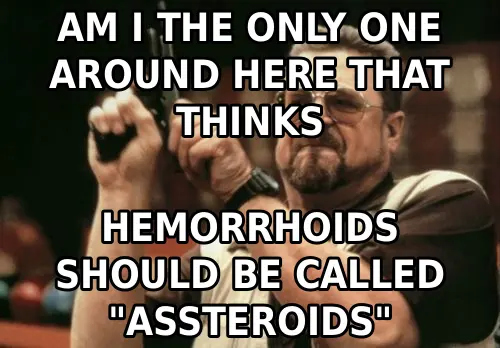 AM I THE ONLY ONE
AROUND HERE THAT
THINKS
HEMORRHOIDS
SHOULD BE CALLED
"ASSTEROIDS"